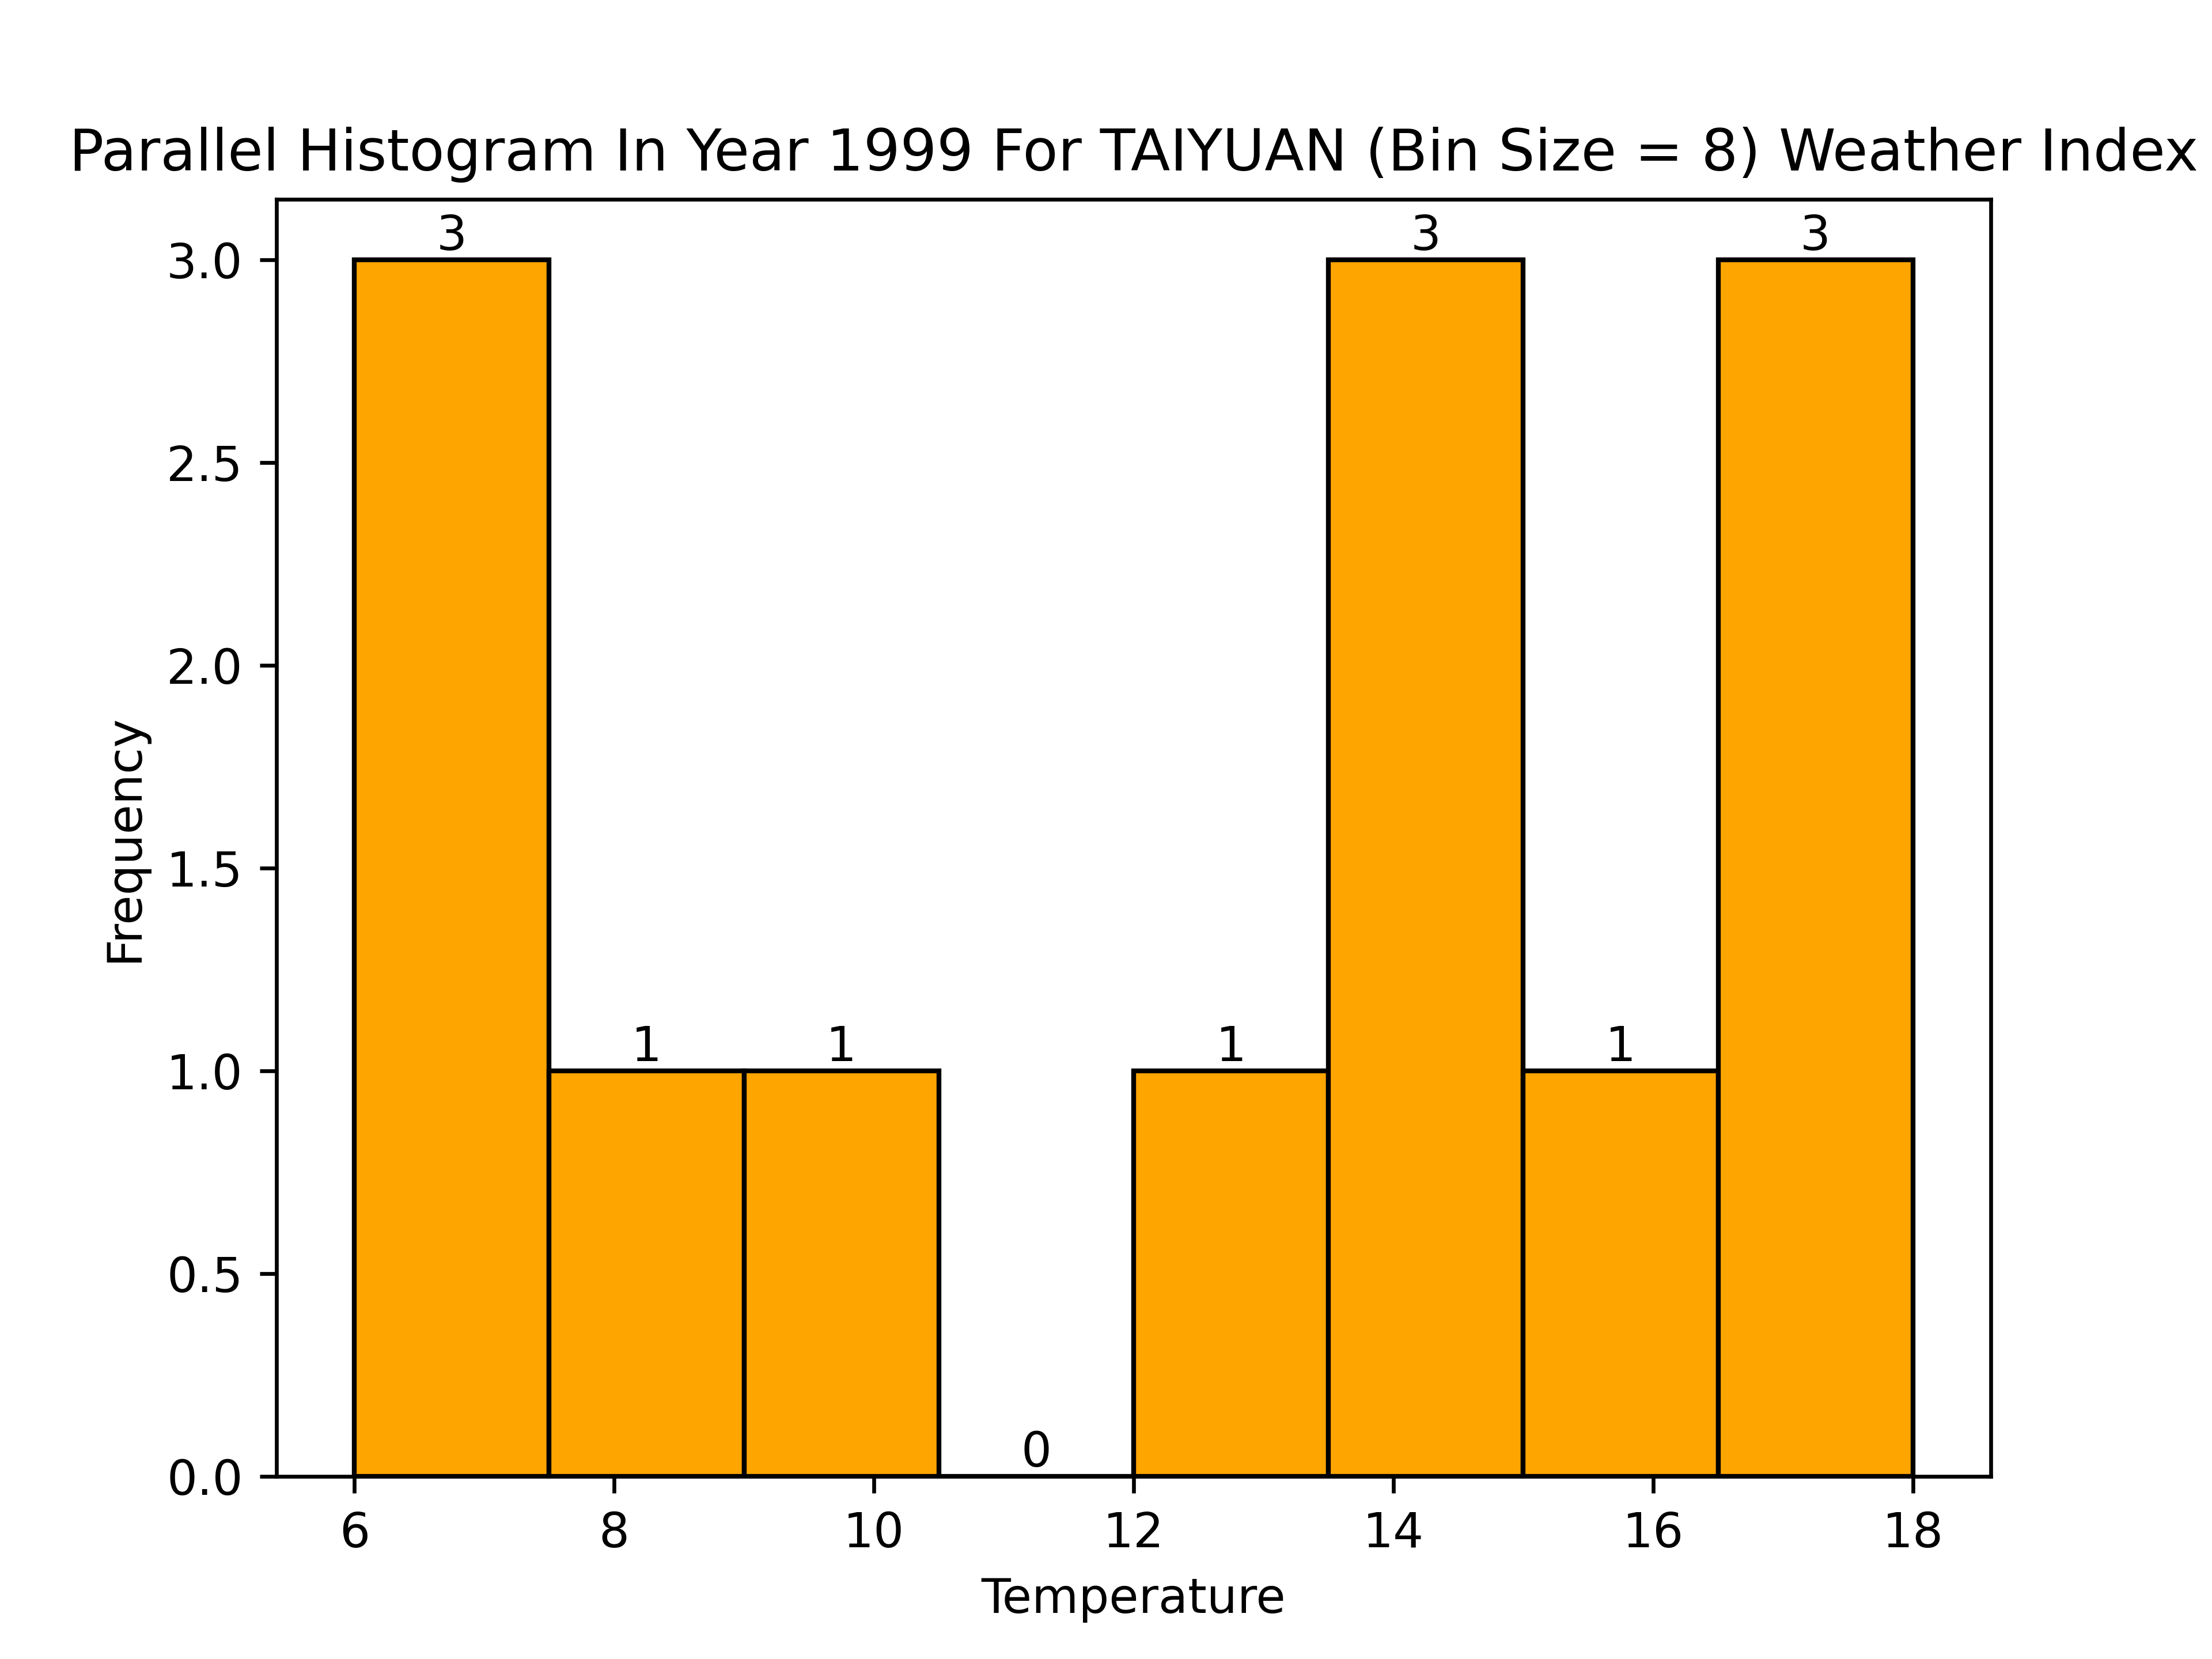 Parallel Histogram In Year 1999 For TAIYUAN (Bin Size = 8) Weather Index
3 3 3
3.0
2.5
2.0
1.5
1 1 1 1
1.0
0.5
0
0.0
Frequency
6 8 10 12 14 16 18
Temperature